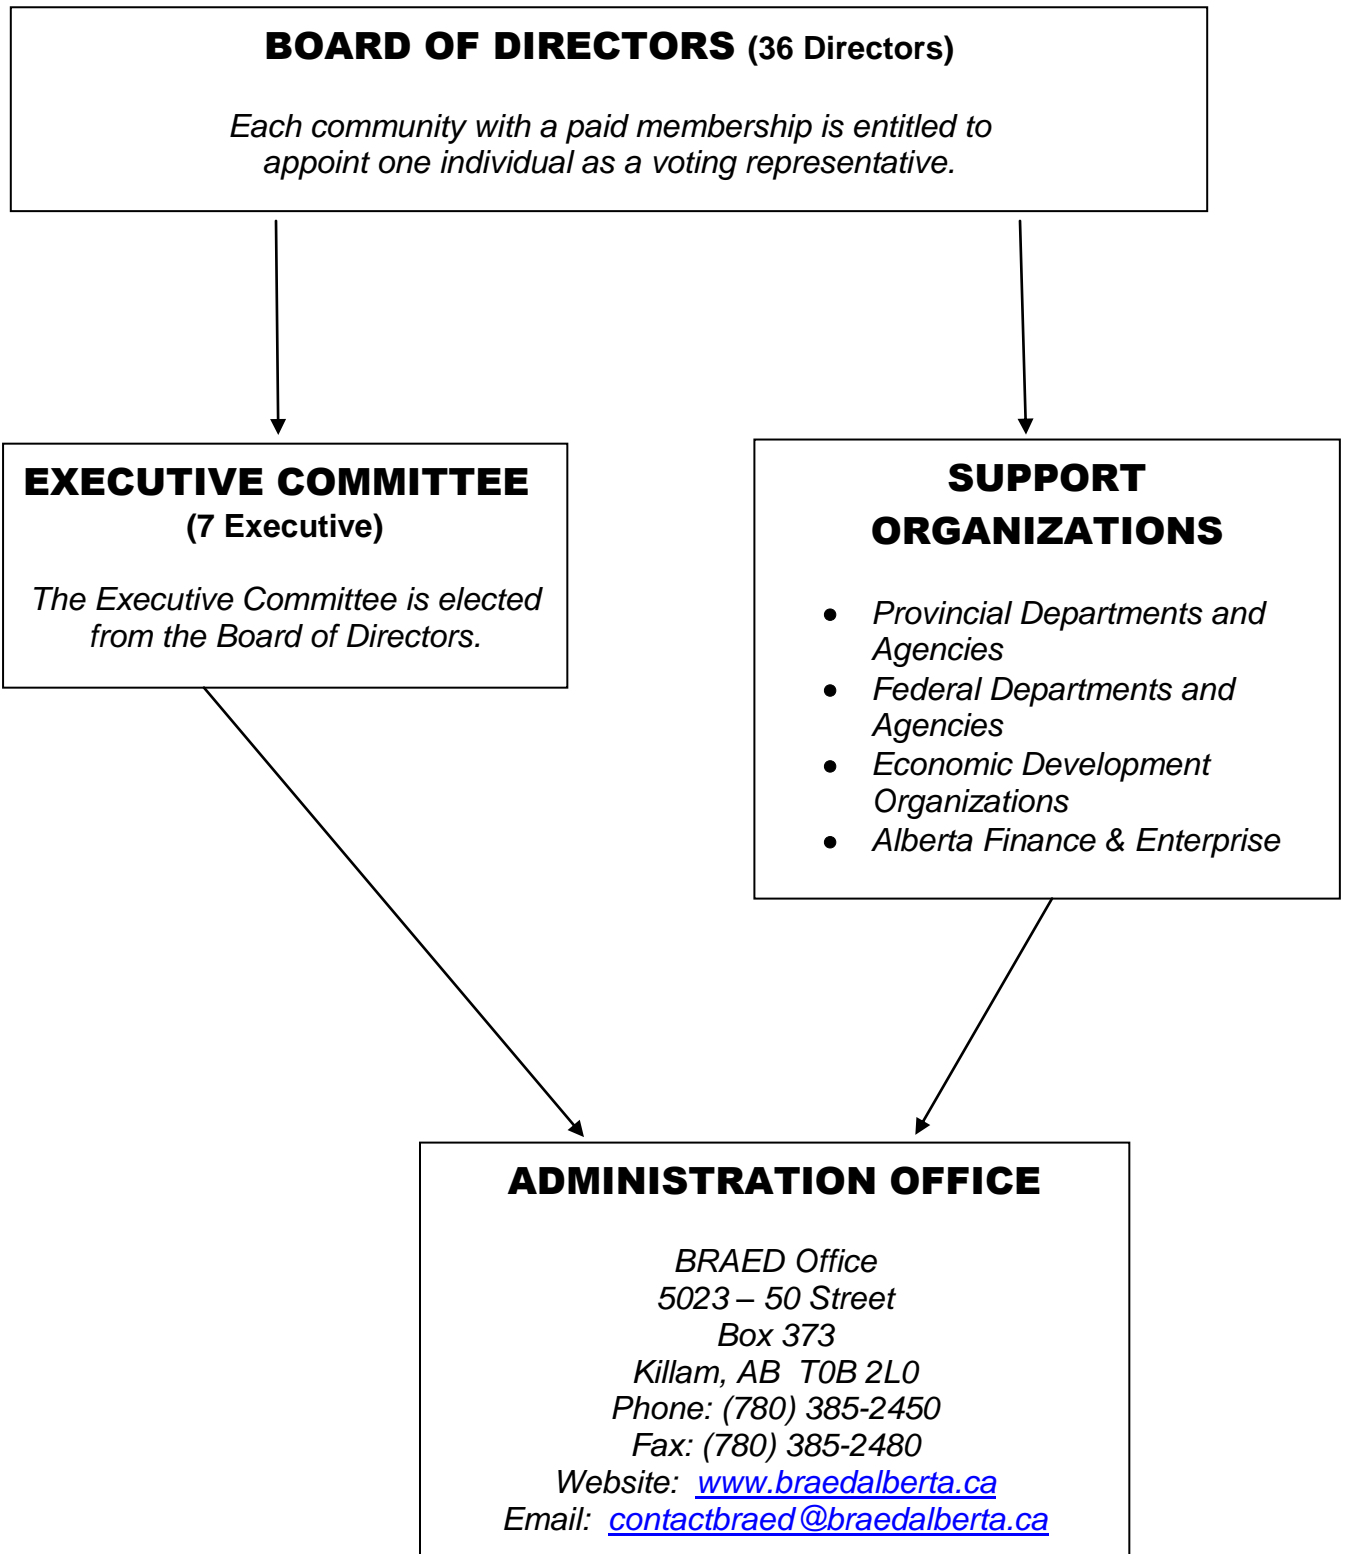 BOARD OF DIRECTORS (36 Directors)
Each community with a paid membership is entitled to
appoint one individual as a voting representative.
EXECUTIVE COMMITTEE
(7 Executive)
The Executive Committee is elected
from the Board of Directors.
SUPPORT
ORGANIZATIONS
• Provincial Departments and
Agencies
• Federal Departments and
Agencies
• Economic Development
Organizations
• Alberta Finance & Enterprise
ADMINISTRATION OFFICE
BRAED Office
5023 – 50 Street
Box 373
Killam, AB  T0B 2L0
Phone: (780) 385-2450
Fax: (780) 385-2480
Website:  www.braedalberta.ca
Email:  contactbraed@braedalberta.ca